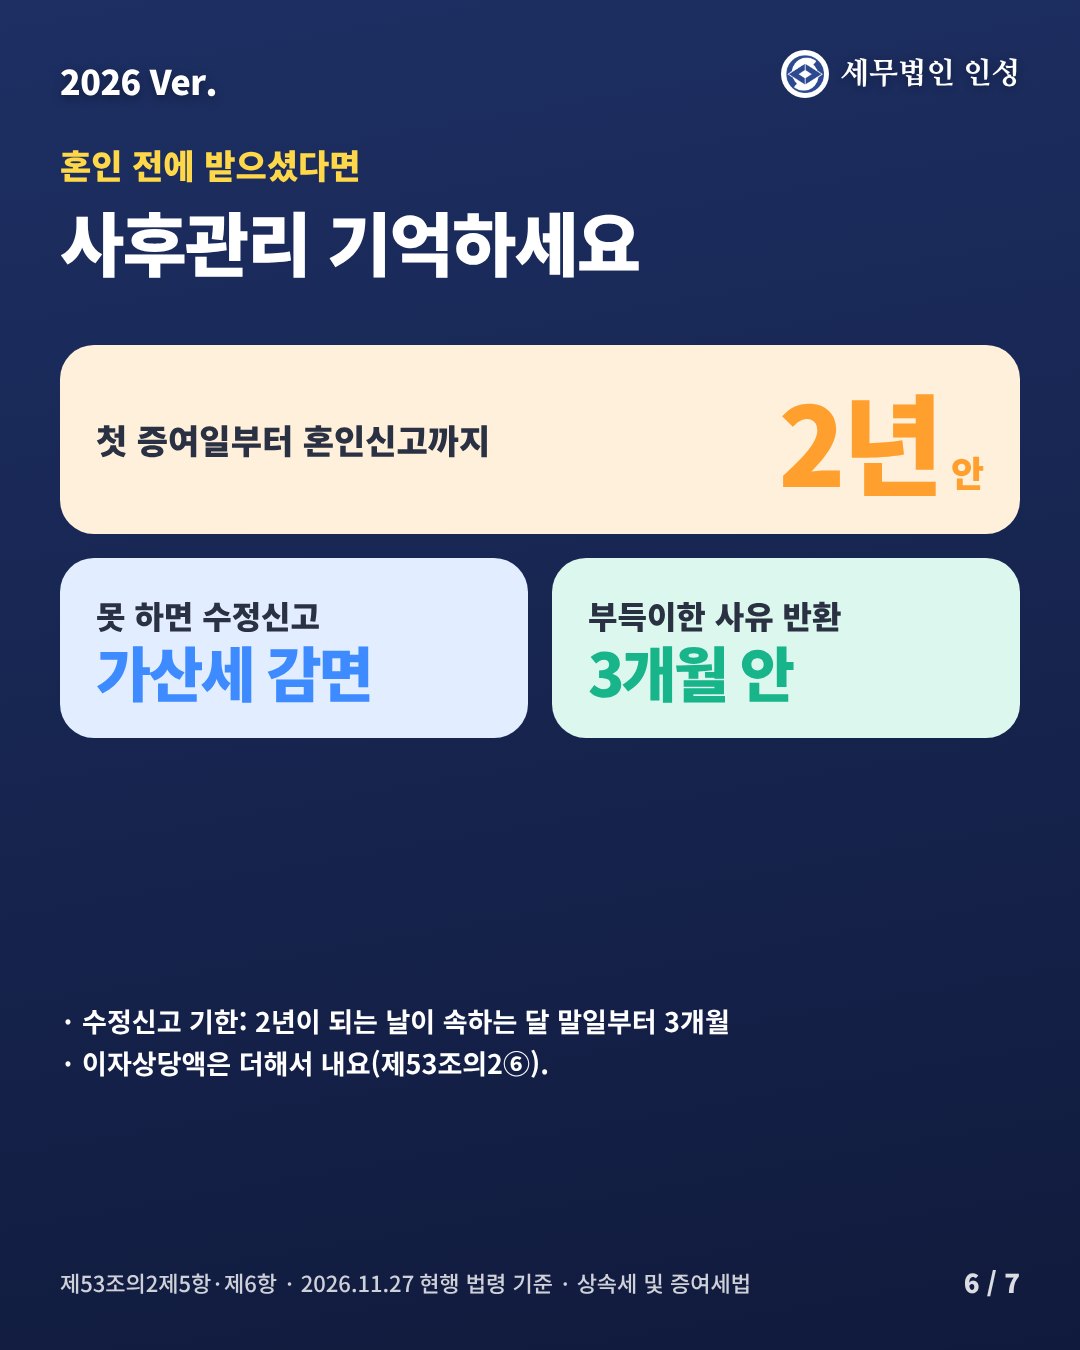 2026 Ver.
세무법인 인성
혼인 전에 받으셨다면
사후관리 기억하세요
첫 증여일부터 혼인신고까지
2년 안
못 하면 수정신고
가산세 감면
부득이한 사유 반환
3개월 안
· 수정신고 기한: 2년이 되는 날이 속하는 달 말일부터 3개월
· 이자상당액은 더해서 내요(제53조의2⑥).
제53조의2제5항·제6항 · 2026.11.27 현행 법령 기준 · 상속세 및 증여세법
6 / 7